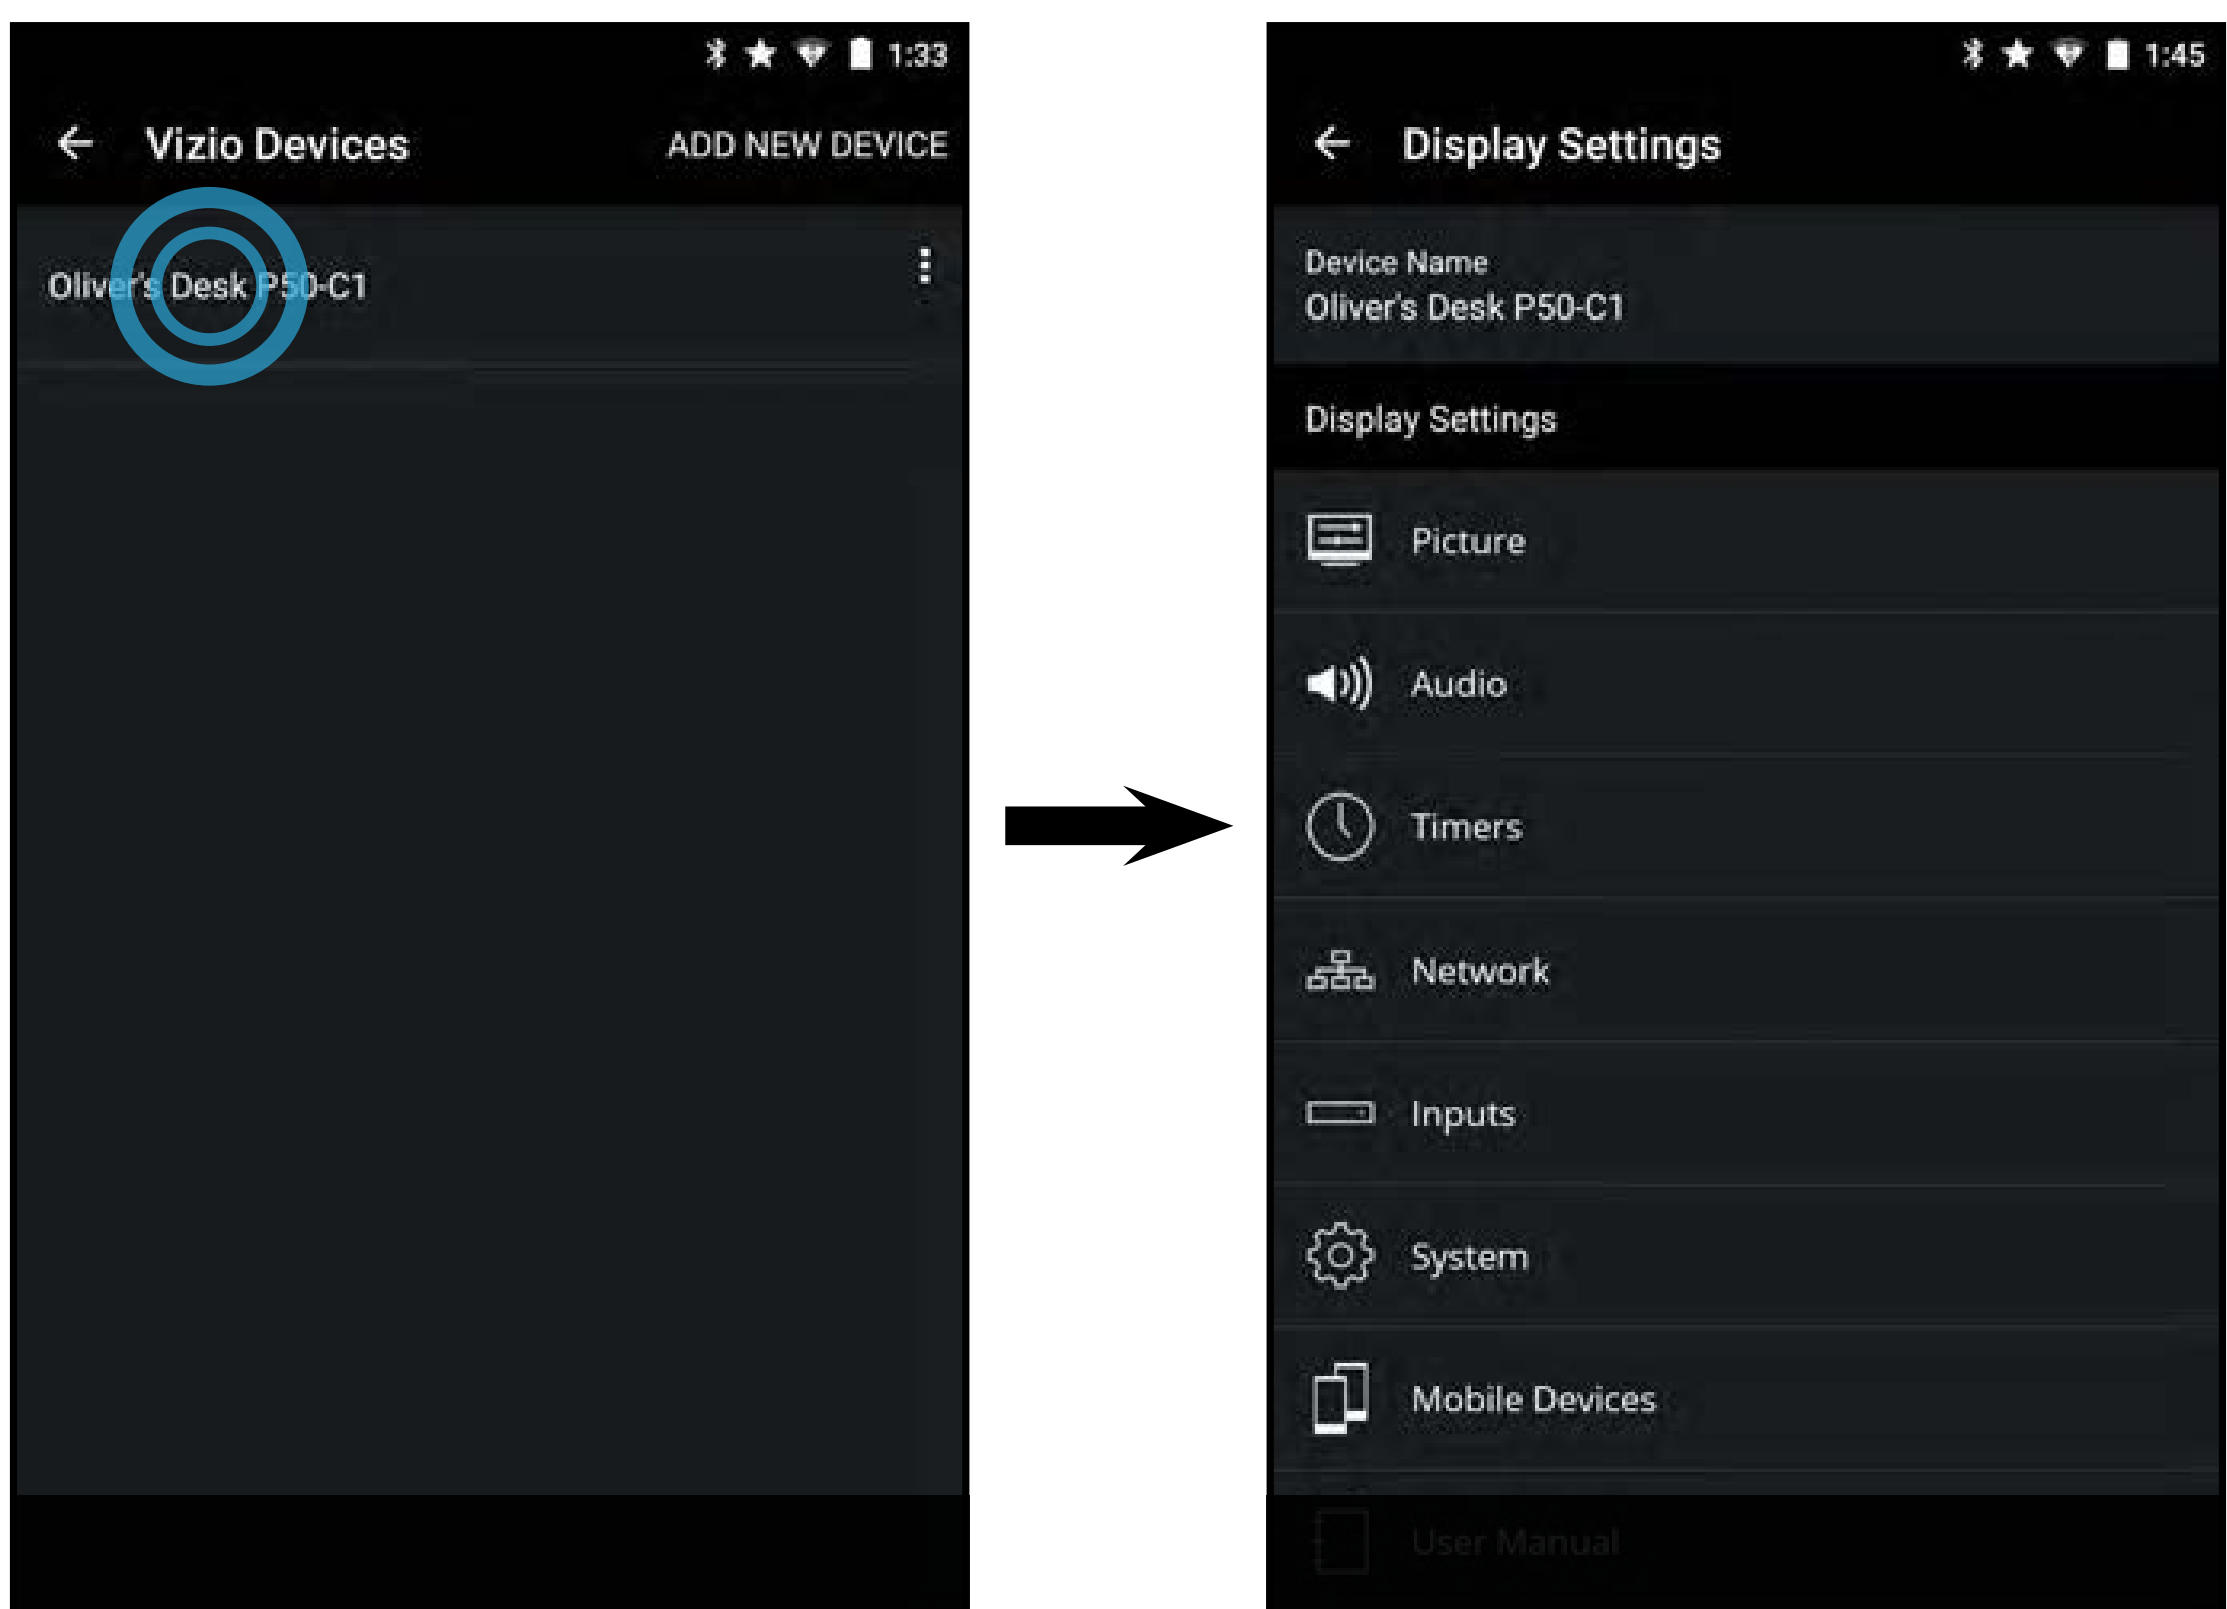 1:33
Vizio Devices
ADD NEW DEVICE
Oliver's Desk P50-C1
1:45
Display Settings
Device Name
Oliver's Desk P50-C1
Display Settings
Picture
Audio
Timers
Network
Inputs
System
Mobile Devices
User Manual